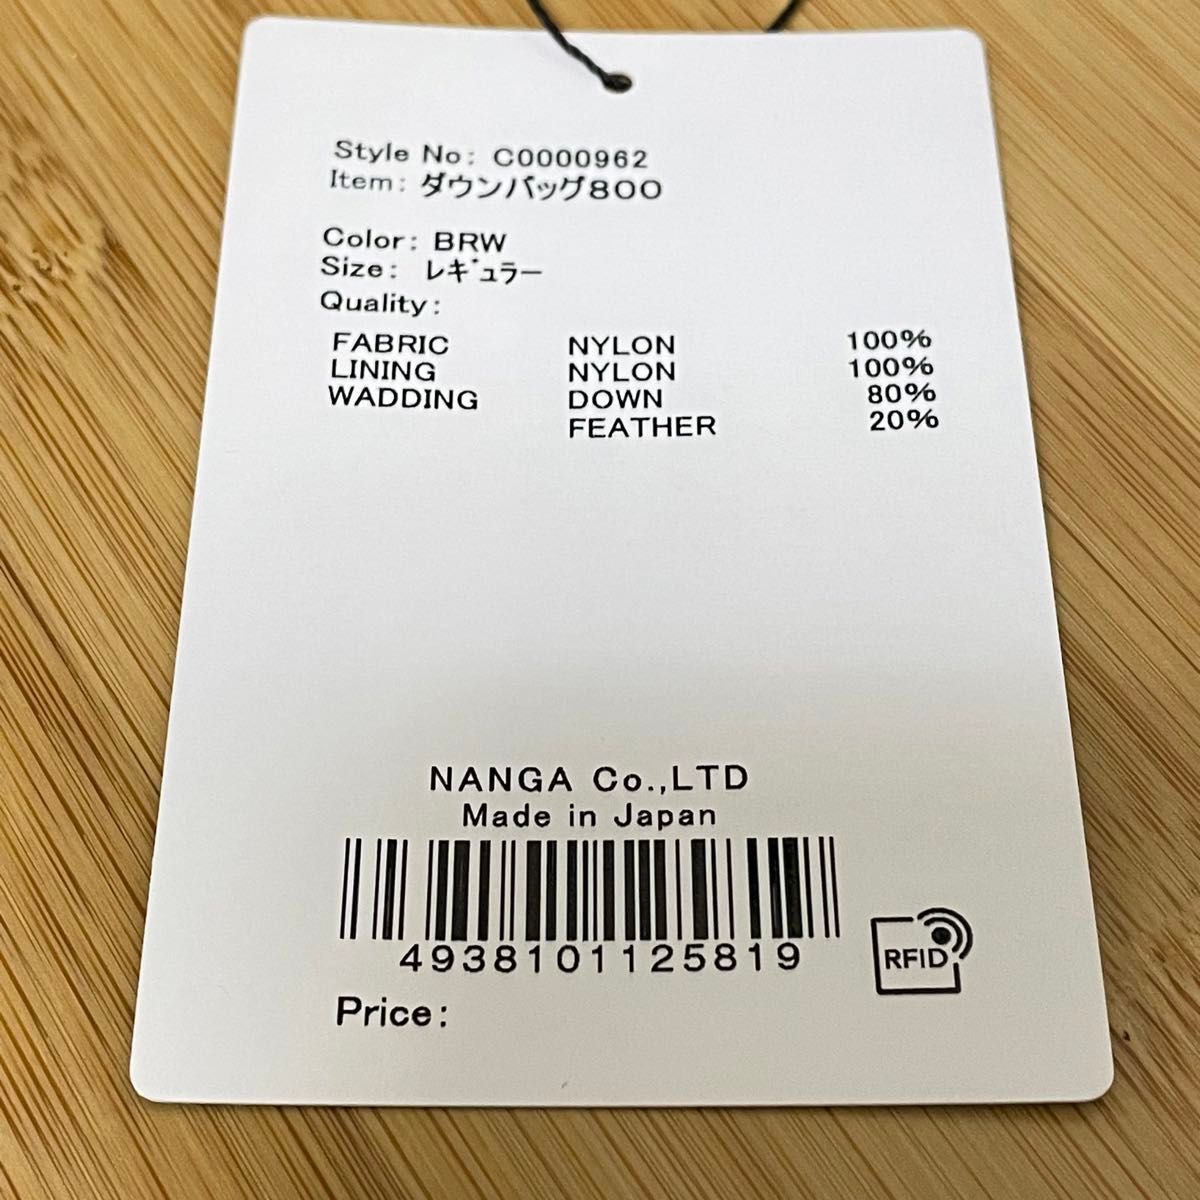 Style No: C0000962
Item: ダウンバッグ800
Color: BRW
Size: レギュラー
Quality:
FABRIC NYLON 100%
LINING NYLON 100%
WADDING DOWN 80%
FEATHER 20%
NANGA Co.,LTD
Made in Japan
4938101125819
RFID
Price: